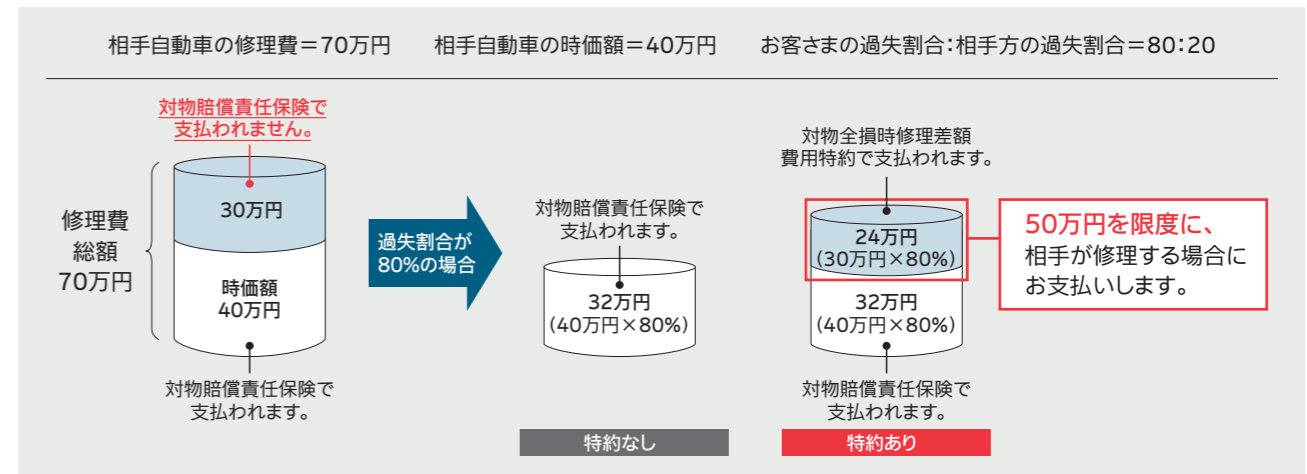 相手自動車の修理費＝70万円　相手自動車の時価額＝40万円　お客さまの過失割合：相手方の過失割合＝80：20
対物賠償責任保険で
支払われません。
修理費
総額
70万円
30万円
時価額
40万円
対物賠償責任保険で
支払われます。
過失割合が
80%の場合
対物賠償責任保険で
支払われます。
32万円
(40万円×80%)
特約なし
対物全損時修理差額
費用特約で支払われます。
24万円
(30万円×80%)
32万円
(40万円×80%)
対物賠償責任保険で
支払われます。
特約あり
50万円を限度に、
相手が修理する場合に
お支払いします。